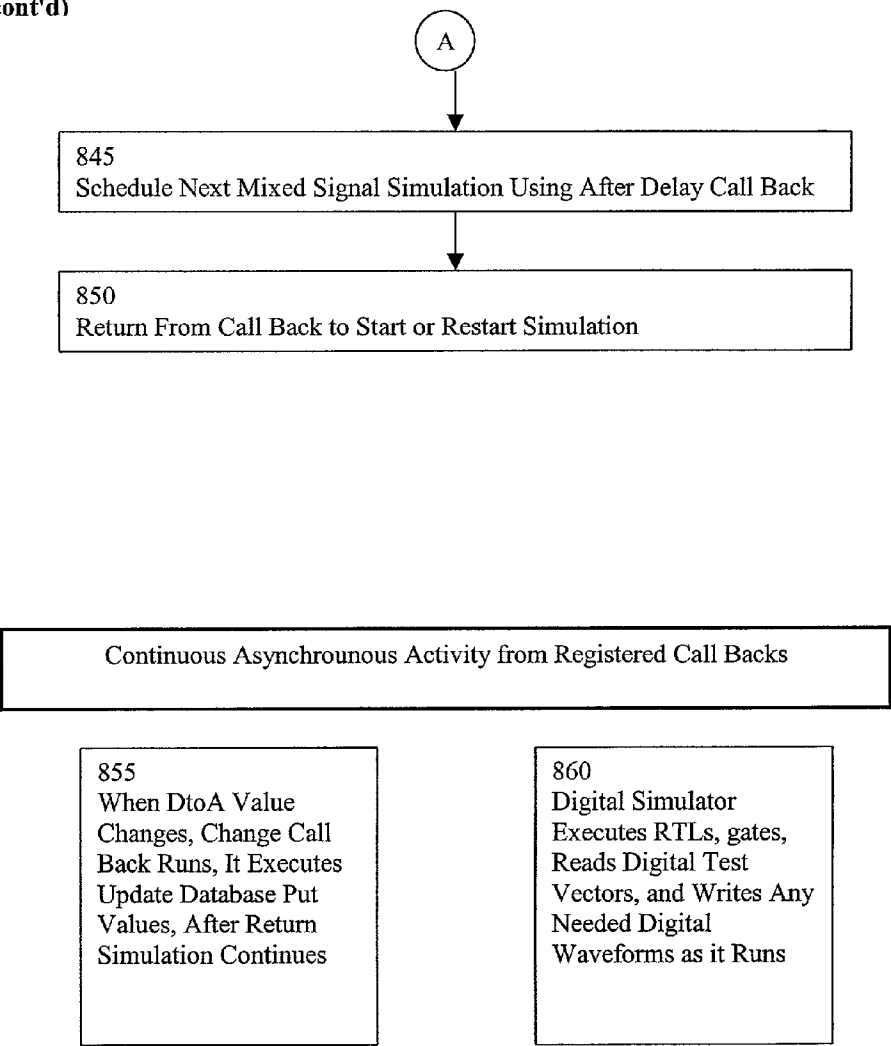 cont'd)
A
845
Schedule Next Mixed Signal Simulation Using After Delay Call Back
850
Return From Call Back to Start or Restart Simulation
Continuous Asynchrounous Activity from Registered Call Backs
855
When DtoA Value
Changes, Change Call
Back Runs, It Executes
Update Database Put
Values, After Return
Simulation Continues
860
Digital Simulator
Executes RTLs, gates,
Reads Digital Test
Vectors, and Writes Any
Needed Digital
Waveforms as it Runs